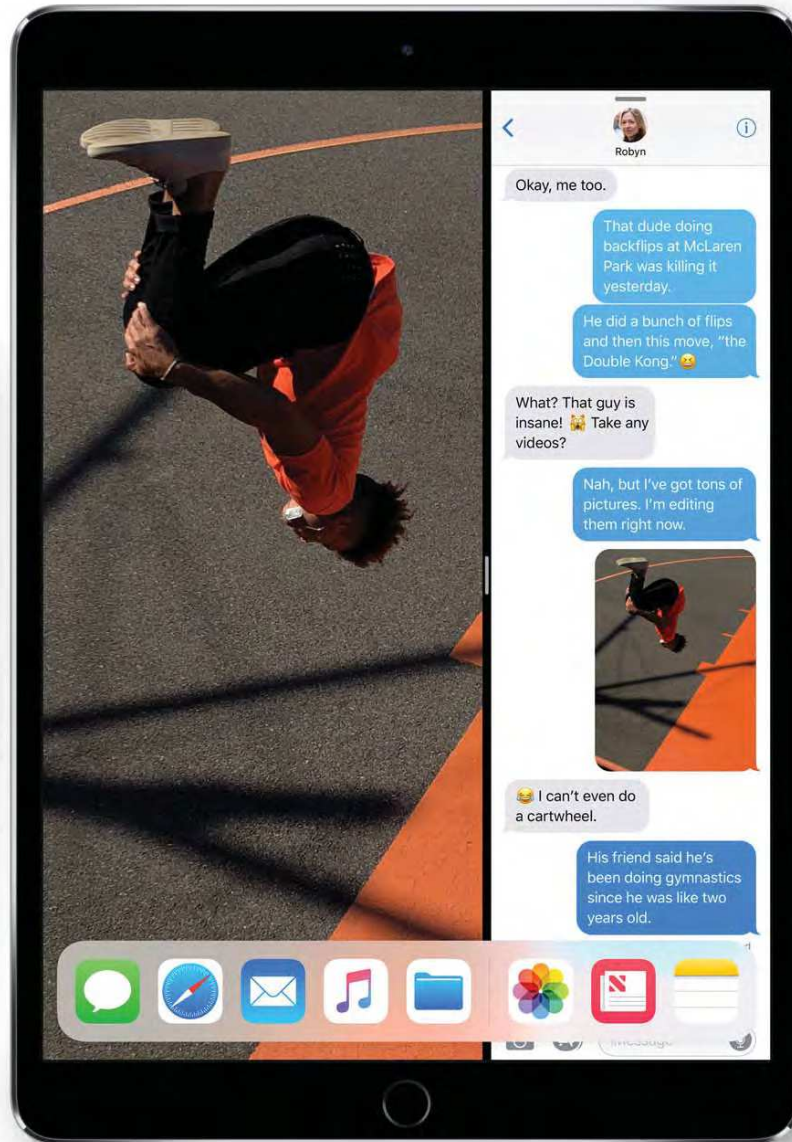 Robyn
Okay, me too.
That dude doing
backflips at McLaren
Park was killing it
yesterday.
He did a bunch of flips
and then this move, "the
Double Kong." 😆
What? That guy is
insane! 🙀 Take any
videos?
Nah, but I've got tons of
pictures. I'm editing
them right now.
😂 I can't even do
a cartwheel.
His friend said he's
been doing gymnastics
since he was like two
years old.